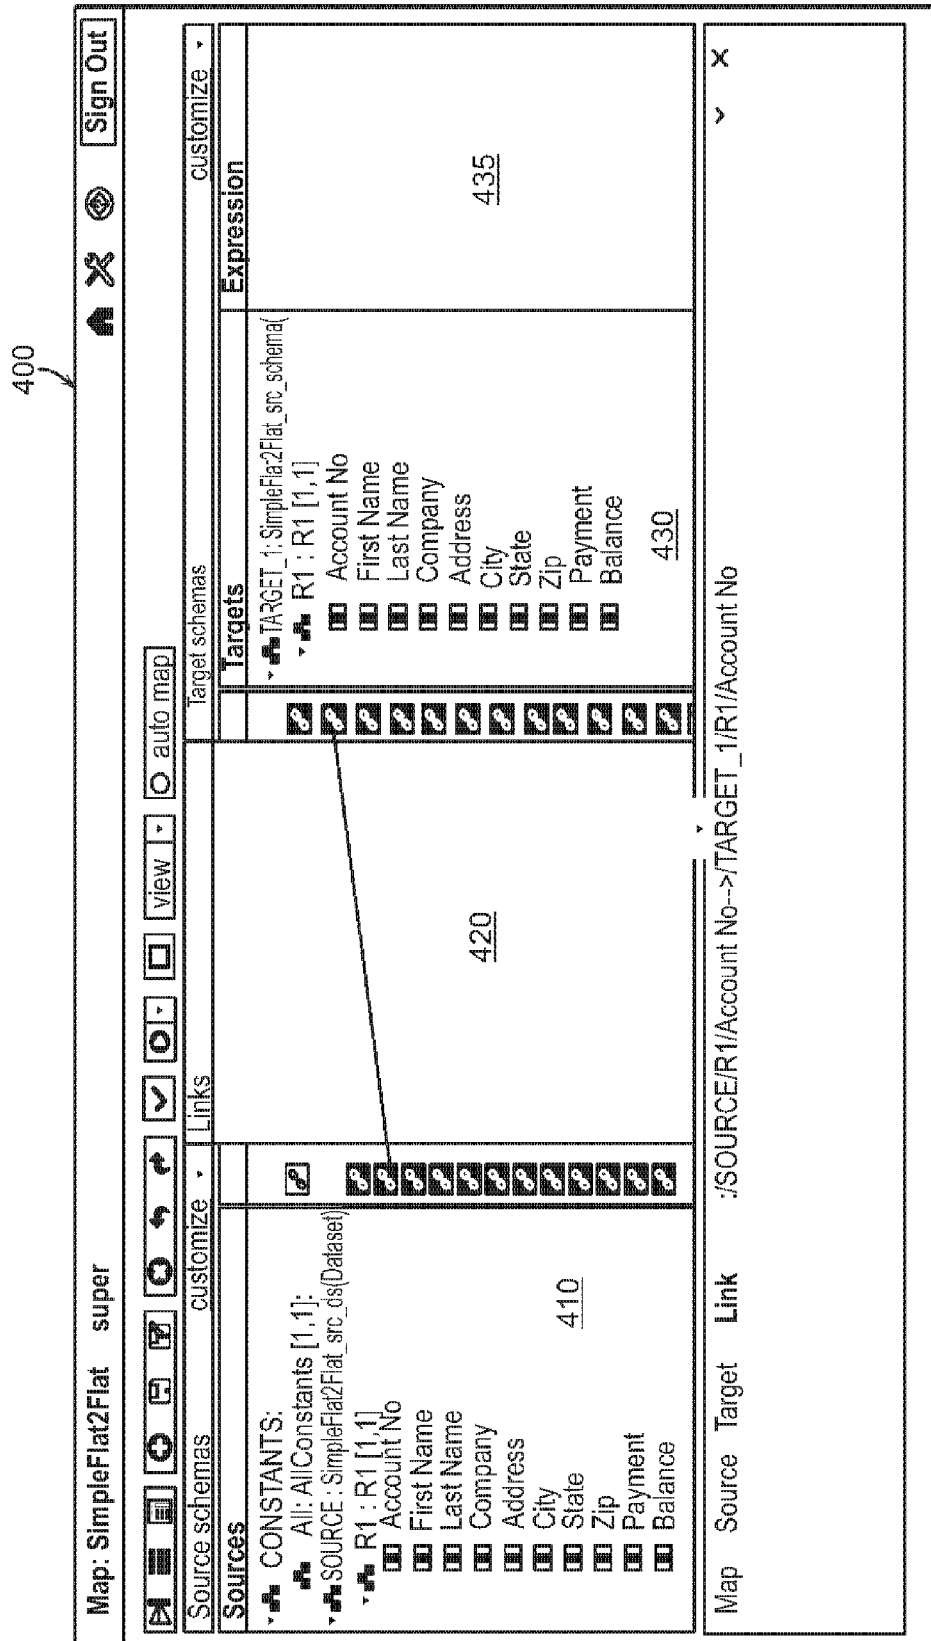 400
Map: SimpleFlat2Flat super
Sign Out
view
auto map
Source schemas
customize
Links
Target schemas
customize
Sources
CONSTANTS:
All: AllConstants [1,1]:
SOURCE : SimpleFlat2Flat_src_ds(Dataset)
R1 : R1 [1,1]
Account No
First Name
Last Name
Company
Address
City
State
Zip
Payment
Balance
410
420
Targets
TARGET_1: SimpleFlat2Flat_src_schema(
R1 : R1 [1,1]
Account No
First Name
Last Name
Company
Address
City
State
Zip
Payment
Balance
430
Expression
435
Map Source Target Link :/SOURCE/R1/Account No-->/TARGET_1/R1/Account No